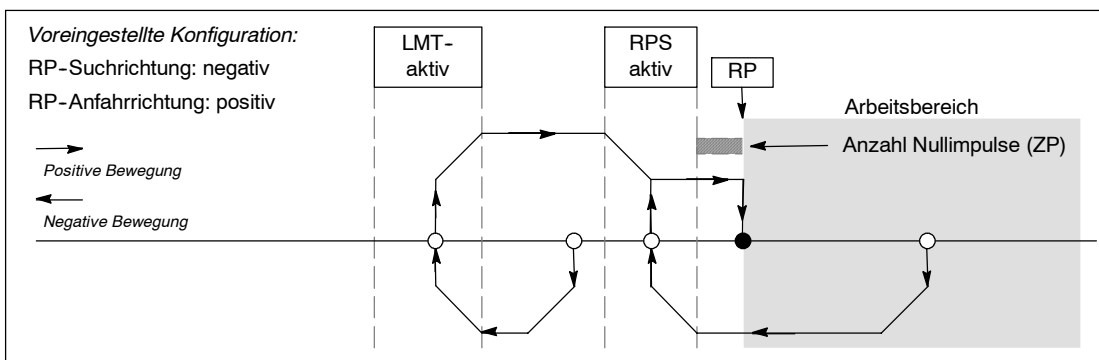 Voreingestellte Konfiguration:
RP-Suchrichtung: negativ
RP-Anfahrrichtung: positiv
Positive Bewegung
Negative Bewegung
LMT-
aktiv
RPS
aktiv
RP
Arbeitsbereich
Anzahl Nullimpulse (ZP)